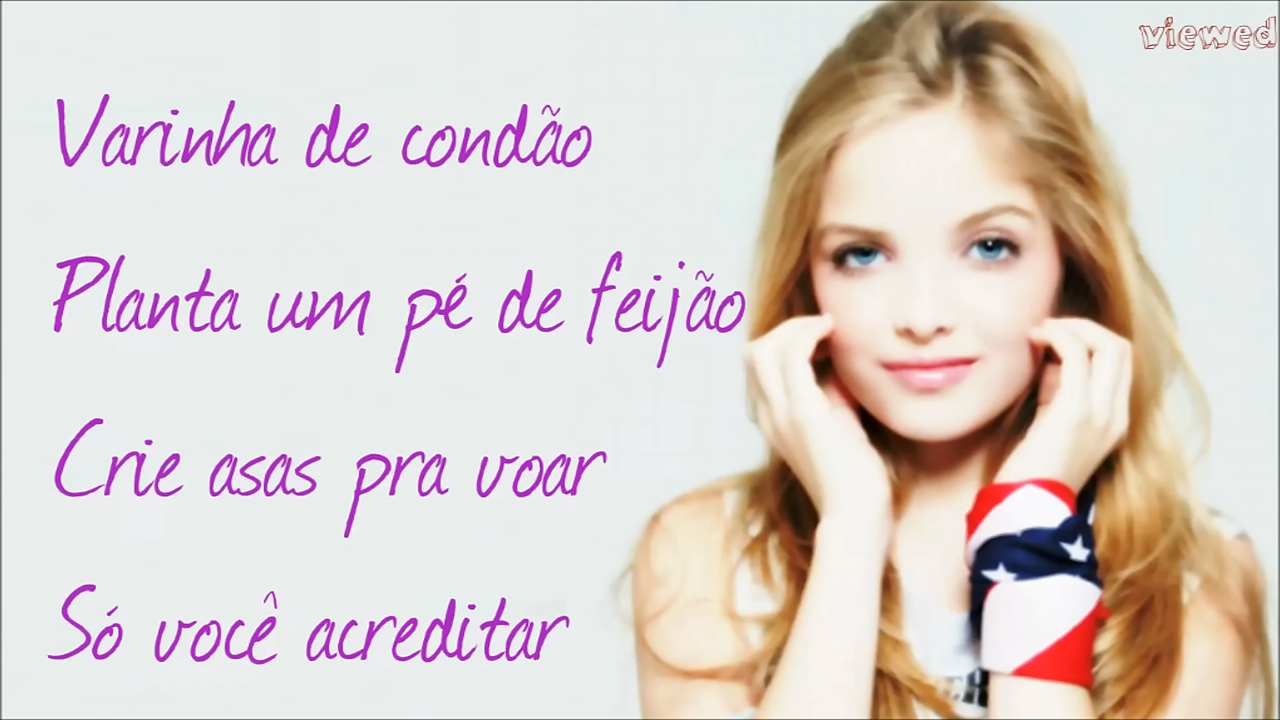 viewed
Varinha de condão
Planta um pé de feijão
Crie asas pra voar
Só você acreditar